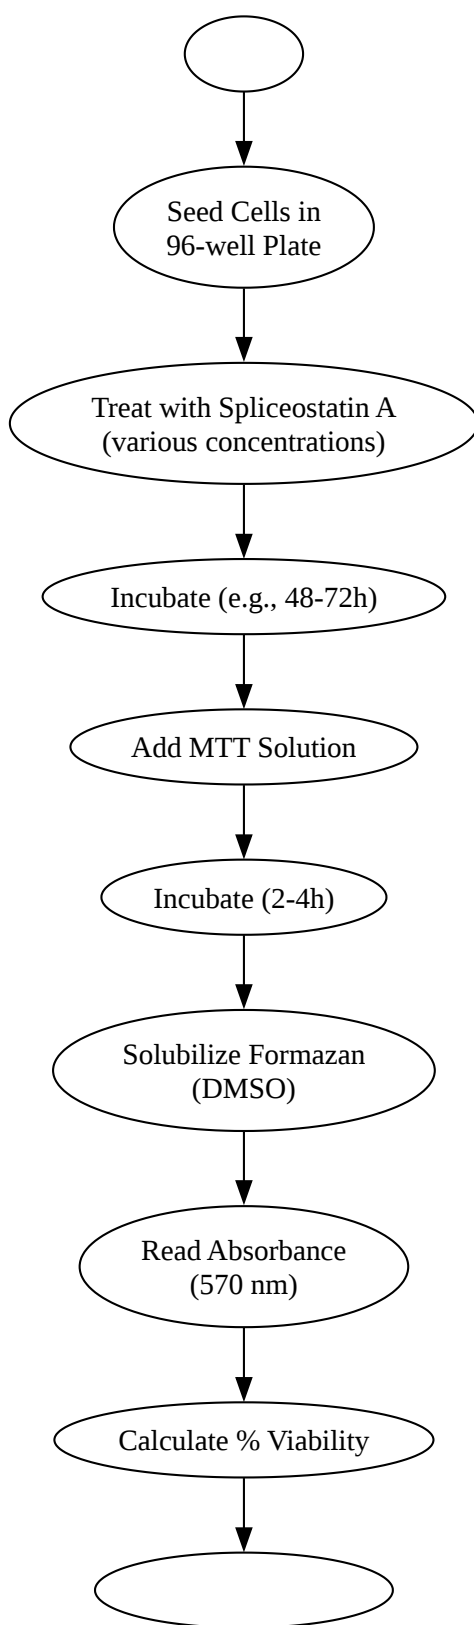 Seed Cells in
96-well Plate
Treat with Spliceostatin A
(various concentrations)
Incubate (e.g., 48-72h)
Add MTT Solution
Incubate (2-4h)
Solubilize Formazan
(DMSO)
Read Absorbance
(570 nm)
Calculate % Viability